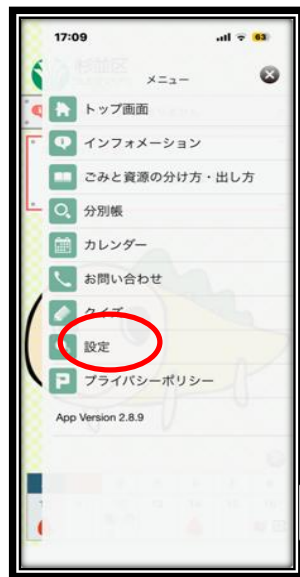 17:09
63
杉並区
メニュー
トップ画面
インフォメーション
ごみと資源の分け方・出し方
分別帳
カレンダー
お問い合わせ
クイズ
設定
プライバシーポリシー
App Version 2.8.9